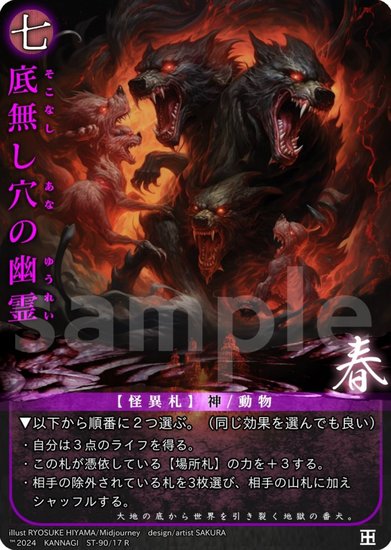 七
底無し穴の幽霊
そこなし
あな
ゆうれい
sample
春
【怪異札】 神/動物
▼以下から順番に２つ選ぶ。（同じ効果を選んでも良い）
・自分は３点のライフを得る。
・この札が憑依している【場所札】の力を＋３する。
・相手の除外されている札を3枚選び、相手の山札に加え
シャッフルする。
大地の底から世界を引き裂く地獄の番犬。
illust RYOSUKE HIYAMA/Midjourney design/artist SAKURA
™2024 KANNAGI ST-90/17 R